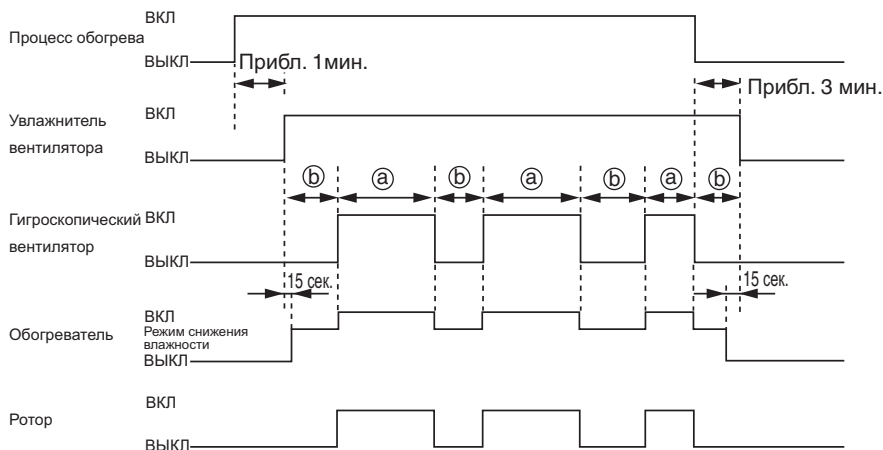 ВКЛ
Процесс обогрева
ВЫКЛ
Прибл. 1мин.
Прибл. 3 мин.
ВКЛ
Увлажнитель
вентилятора
ВЫКЛ
ⓑ ⓐ ⓑ ⓐ ⓑ ⓐ ⓑ
Гигроскопический ВКЛ
вентилятор
ВЫКЛ
15 сек. 15 сек.
ВКЛ
Обогреватель
Режим снижения
влажности
ВЫКЛ
ВКЛ
Ротор
ВЫКЛ